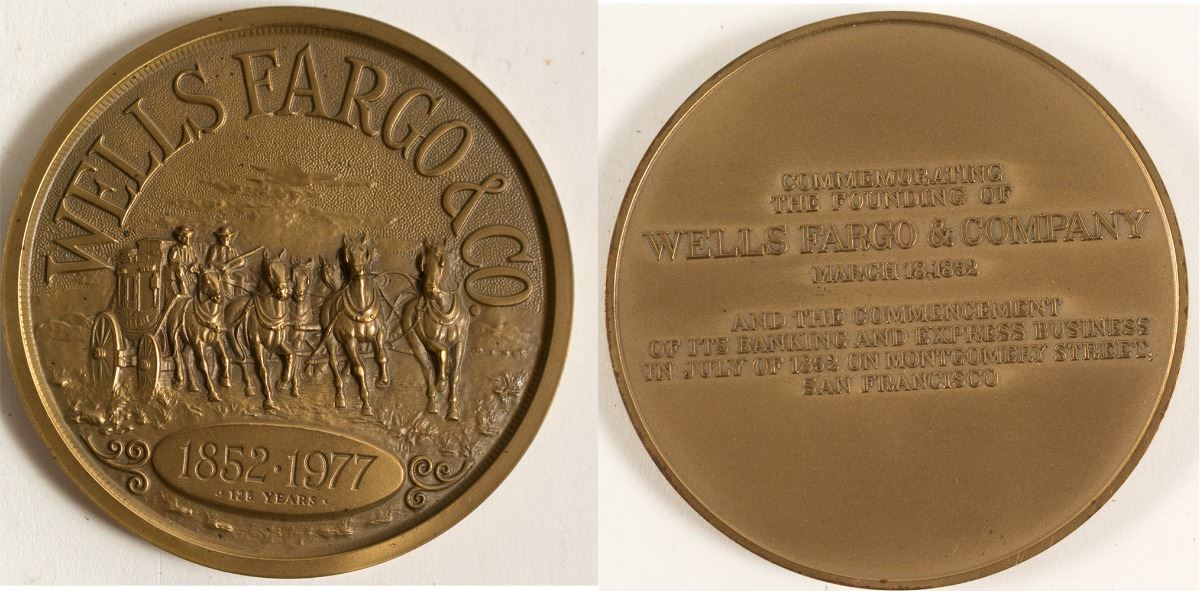 WELLS FARGO & CO.
1852·1977
125 YEARS
COMMEMORATING
THE FOUNDING OF
WELLS FARGO & COMPANY
MARCH 18,1852
AND THE COMMENCEMENT
OF ITS BANKING AND EXPRESS BUSINESS
IN JULY OF 1852 ON MONTGOMERY STREET,
SAN FRANCISCO